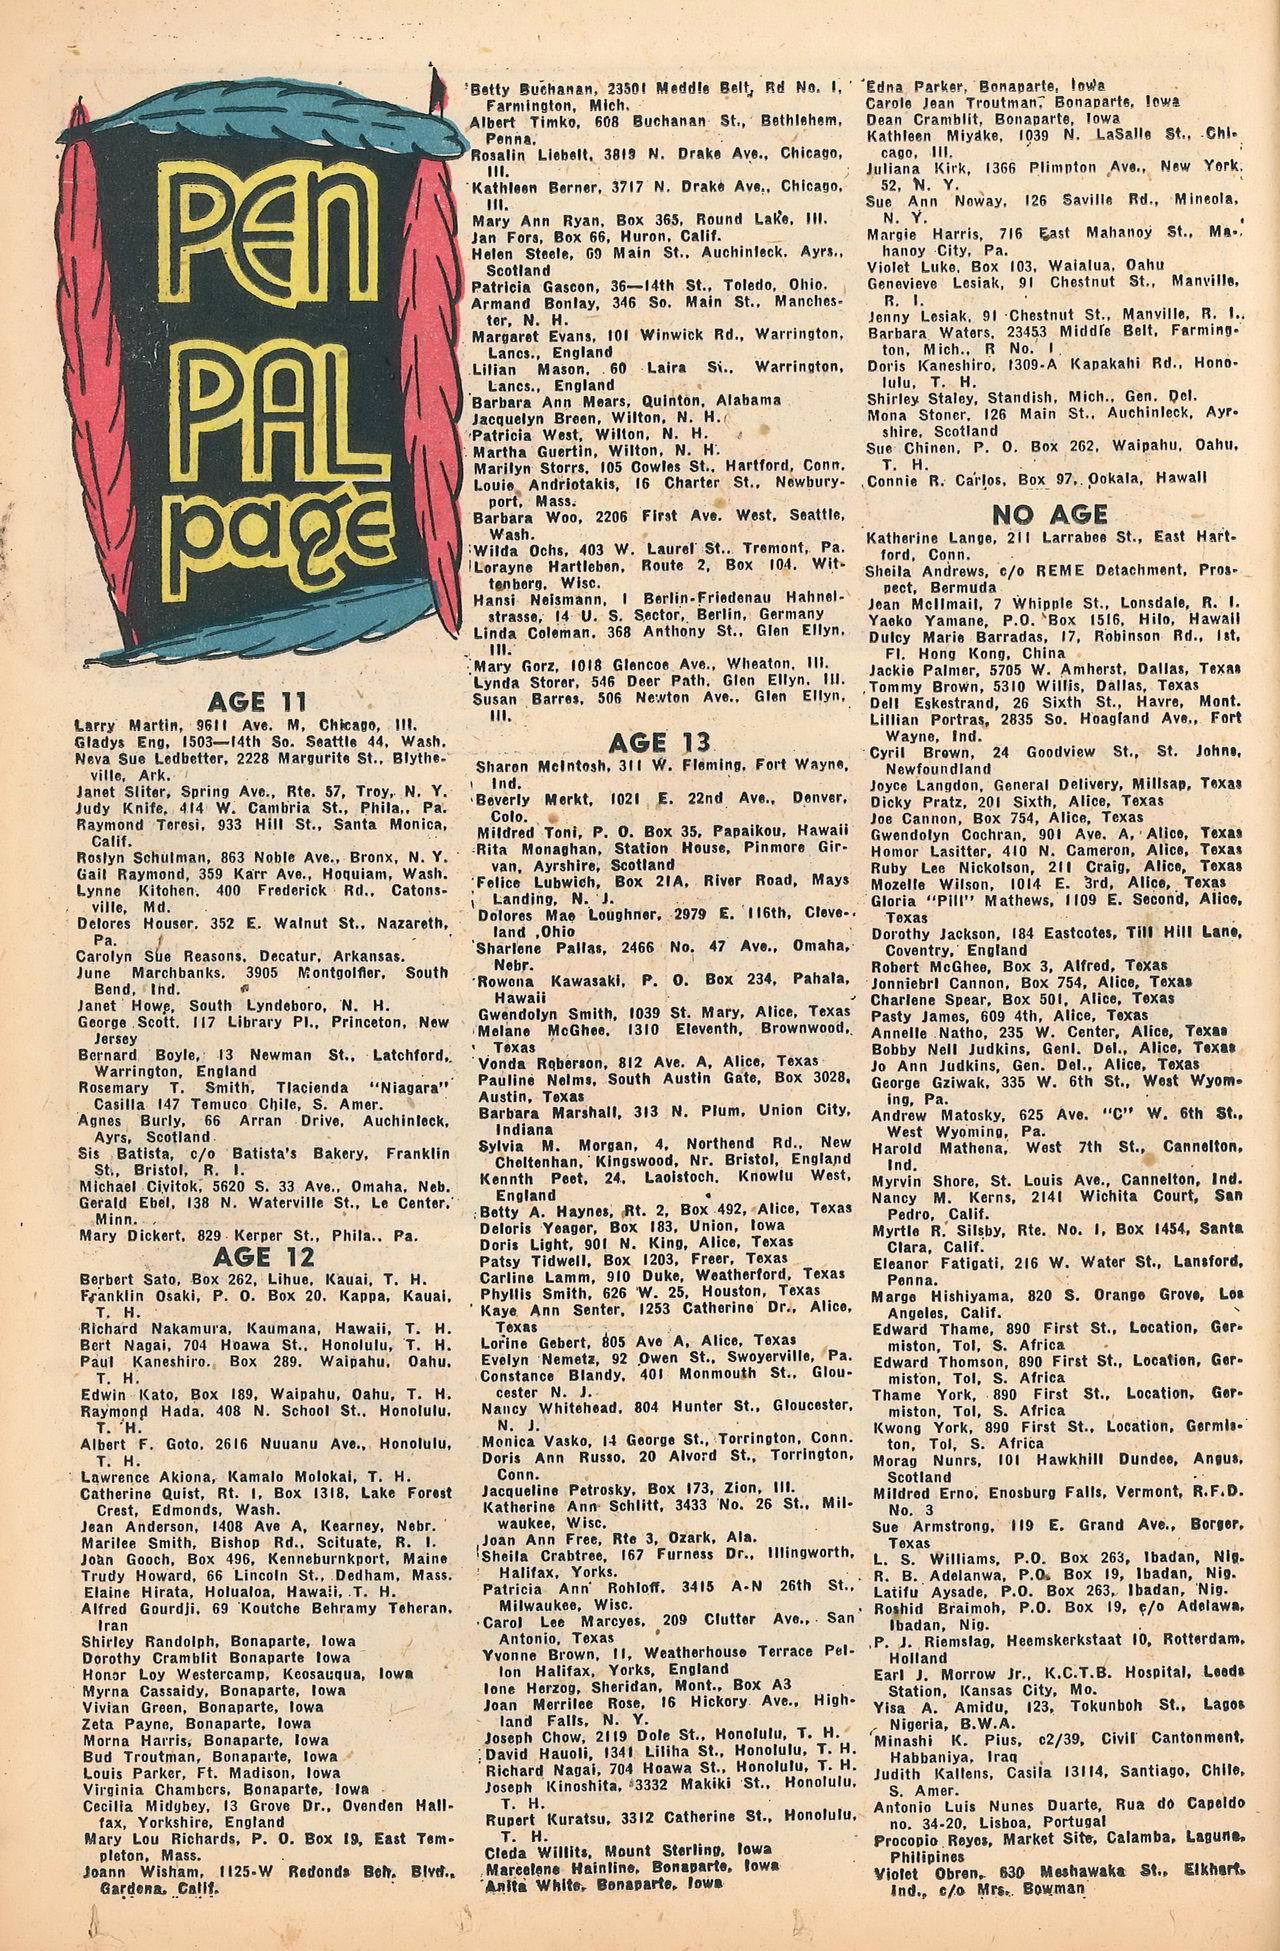 PEN
PAL
page
AGE 11
Larry Martin, 9611 Ave. M, Chicago, Ill.
Gladys Eng, 1503—14th So. Seattle 44, Wash.
Neva Sue Ledbetter, 2228 Margurite St., Blythe-
ville, Ark.
Janet Sliter, Spring Ave., Rte. 57, Troy, N. Y.
Judy Knife, 414 W. Cambria St., Phila., Pa.
Raymond Teresi, 933 Hill St., Santa Monica,
Calif.
Roslyn Schulman, 863 Noble Ave., Bronx, N. Y.
Gail Raymond, 359 Karr Ave., Hoquiam, Wash.
Lynne Kitchen, 400 Frederick Rd., Catons-
ville, Md.
Delores Houser, 352 E. Walnut St., Nazareth,
Pa.
Carolyn Sue Reasons, Decatur, Arkansas.
June Marchbanks, 3905 Montgolfier, South
Bend, Ind.
Janet Howe, South Lyndeboro, N. H.
George Scott, 117 Library Pl., Princeton, New
Jersey
Bernard Boyle, 13 Newman St., Latchford,
Warrington, England
Rosemary T. Smith, Tlacienda "Niagara"
Casilla 147 Temuco Chile, S. Amer.
Agnes Burly, 66 Arran Drive, Auchinleck,
Ayrs, Scotland
Sis Batista, c/o Batista's Bakery, Franklin
St., Bristol, R. I.
Michael Civitok, 5620 S. 33 Ave., Omaha, Neb.
Gerald Ebel, 138 N. Waterville St., Le Center,
Minn.
Mary Dickert, 829 Kerper St., Phila., Pa.
AGE 12
Berbert Sato, Box 262, Lihue, Kauai, T. H.
Franklin Osaki, P. O. Box 20, Kappa, Kauai,
T. H.
Richard Nakamura, Kaumana, Hawaii, T. H.
Bert Nagai, 704 Hoawa St., Honolulu, T. H.
Paul Kaneshiro, Box 289, Waipahu, Oahu,
T. H.
Edwin Kato, Box 189, Waipahu, Oahu, T. H.
Raymond Hada, 408 N. School St., Honolulu,
T. H.
Albert F. Goto, 2616 Nuuanu Ave., Honolulu,
T. H.
Lawrence Akiona, Kamalo Molokai, T. H.
Catherine Quist, Rt. 1, Box 1318, Lake Forest
Crest, Edmonds, Wash.
Jean Anderson, 1408 Ave A, Kearney, Nebr.
Marilee Smith, Bishop Rd., Scituate, R. I.
John Gooch, Box 496, Kenneburnkport, Maine
Trudy Howard, 66 Lincoln St., Dedham, Mass.
Elaine Hirata, Holualoa, Hawaii, T. H.
Alfred Gourdji, 69 Koutche Behramy Teheran,
Iran
Shirley Randolph, Bonaparte, Iowa
Dorothy Cramblit Bonaparte Iowa
Honor Loy Westercamp, Keosauqua, Iowa
Myrna Cassaidy, Bonaparte, Iowa
Vivian Green, Bonaparte, Iowa
Zeta Payne, Bonaparte, Iowa
Morna Harris, Bonaparte, Iowa
Bud Troutman, Bonaparte, Iowa
Louis Parker, Ft. Madison, Iowa
Virginia Chambers, Bonaparte, Iowa
Cecilia Midgbey, 13 Grove Dr., Ovenden Hali-
fax, Yorkshire, England
Mary Lou Richards, P. O. Box 19, East Tem-
pleton, Mass.
Joann Wisham, 1125-W Redondo Bch. Blvd.,
Gardena, Calif.
Betty Buchanan, 23501 Meddle Belt, Rd No. 1,
Farmington, Mich.
Albert Timko, 608 Buchanan St., Bethlehem,
Penna.
Rosalin Liebelt, 3819 N. Drake Ave., Chicago,
Ill.
Kathleen Berner, 3717 N. Drake Ave., Chicago,
Ill.
Mary Ann Ryan, Box 365, Round Lake, Ill.
Jan Fors, Box 66, Huron, Calif.
Helen Steele, 69 Main St., Auchinleck, Ayrs.,
Scotland
Patricia Gascon, 36—14th St., Toledo, Ohio.
Armand Bonlay, 346 So. Main St., Manches-
ter, N. H.
Margaret Evans, 101 Winwick Rd., Warrington,
Lancs., England
Lilian Mason, 60 Laira St., Warrington,
Lancs., England
Barbara Ann Mears, Quinton, Alabama
Jacquelyn Breen, Wilton, N. H.
Patricia West, Wilton, N. H.
Martha Guertin, Wilton, N. H.
Marilyn Storrs, 105 Cowles St., Hartford, Conn.
Louie Andriotakis, 16 Charter St., Newbury-
port, Mass.
Barbara Woo, 2206 First Ave. West, Seattle,
Wash.
Wilda Ochs, 403 W. Laurel St., Tremont, Pa.
Lorayne Hartleben, Route 2, Box 104, Wit-
tenberg, Wisc.
Hansi Neismann, 1 Berlin-Friedenau Hahnel-
strasse, 14 U. S. Sector, Berlin, Germany
Linda Coleman, 368 Anthony St., Glen Ellyn,
Ill.
Mary Gorz, 1018 Glencoe Ave., Wheaton, Ill.
Lynda Storer, 546 Deer Path, Glen Ellyn, Ill.
Susan Barres, 506 Newton Ave., Glen Ellyn,
Ill.
AGE 13
Sharon McIntosh, 311 W. Fleming, Fort Wayne,
Ind.
Beverly Merkt, 1021 E. 22nd Ave., Denver,
Colo.
Mildred Toni, P. O. Box 35, Papaikou, Hawaii
Rita Monaghan, Station House, Pinmore Gir-
van, Ayrshire, Scotland
Felice Lubwich, Box 21A, River Road, Mays
Landing, N. J.
Dolores Mae Loughner, 2979 E. 116th, Cleve-
land ,Ohio
Sharlene Pallas, 2466 No. 47 Ave., Omaha,
Nebr.
Rowena Kawasaki, P. O. Box 234, Pahala,
Hawaii
Gwendolyn Smith, 1039 St. Mary, Alice, Texas
Melane McGhee, 1310 Eleventh, Brownwood,
Texas
Vonda Roberson, 812 Ave. A, Alice, Texas
Pauline Nelms, South Austin Gate, Box 3028,
Austin, Texas
Barbara Marshall, 313 N. Plum, Union City,
Indiana
Sylvia M. Morgan, 4, Northend Rd., New
Cheltenhan, Kingswood, Nr. Bristol, England
Kennth Peet, 24, Laoistoch, Knowlu West,
England
Betty A. Haynes, Rt. 2, Box 492, Alice, Texas
Deloris Yeager, Box 183, Union, Iowa
Doris Light, 901 N. King, Alice, Texas
Patsy Tidwell, Box 1203, Freer, Texas
Carline Lamm, 910 Duke, Weatherford, Texas
Phyllis Smith, 626 W. 25, Houston, Texas
Kaye Ann Senter, 1253 Catherine Dr., Alice,
Texas
Lorine Gebert, 805 Ave A, Alice, Texas
Evelyn Nemetz, 92 Owen St., Swoyerville, Pa.
Constance Blandy, 401 Monmouth St., Glou-
cester N. J.
Nancy Whitehead, 804 Hunter St., Gloucester,
N. J.
Monica Vasko, 14 George St., Torrington, Conn.
Doris Ann Russo, 20 Alvord St., Torrington,
Conn.
Jacqueline Petrosky, Box 173, Zion, Ill.
Katherine Ann Schlitt, 3433 No. 26 St., Mil-
waukee, Wisc.
Joan Ann Free, Rte 3, Ozark, Ala.
Sheila Crabtree, 167 Furness Dr., Illingworth,
Halifax, Yorks.
Patricia Ann Rohloff, 3415 A-N 26th St.,
Milwaukee, Wisc.
Carol Lee Marcyes, 209 Clutter Ave., San
Antonio, Texas
Yvonne Brown, 11, Weatherhouse Terrace Pel-
lon Halifax, Yorks, England
Ione Herzog, Sheridan, Mont., Box A3
Joan Merrilee Rose, 16 Hickory Ave., High-
land Falls, N. Y.
Joseph Chow, 2119 Dole St., Honolulu, T. H.
David Hauoli, 1341 Liliha St., Honolulu, T. H.
Richard Nagai, 704 Hoawa St., Honolulu, T. H.
Joseph Kinoshita, 3332 Makiki St., Honolulu,
T. H.
Rupert Kuratsu, 3312 Catherine St., Honolulu,
T. H.
Cleda Willits, Mount Sterling, Iowa
Marcelene Hainline, Bonaparte, Iowa
Anita White, Bonaparte, Iowa
Edna Parker, Bonaparte, Iowa
Carole Jean Troutman, Bonaparte, Iowa
Dean Cramblit, Bonaparte, Iowa
Kathleen Miyake, 1039 N. LaSalle St., Chi-
cago, Ill.
Juliana Kirk, 1366 Plimpton Ave., New York,
52, N. Y.
Sue Ann Noway, 126 Saville Rd., Mineola,
N. Y.
Margie Harris, 716 East Mahanoy St., Ma-
hanoy City, Pa.
Violet Luke, Box 103, Waialua, Oahu
Genevieve Lesiak, 91 Chestnut St., Manville,
R. I.
Jenny Lesiak, 91 Chestnut St., Manville, R. I.
Barbara Waters, 23453 Middle Belt, Farming-
ton, Mich., R No. 1
Doris Kaneshiro, 1309-A Kapakahi Rd., Hono-
lulu, T. H.
Shirley Staley, Standish, Mich., Gen. Del.
Mona Stoner, 126 Main St., Auchinleck, Ayr-
shire, Scotland
Sue Chinen, P. O. Box 262, Waipahu, Oahu,
T. H.
Connie R. Carlos, Box 97, Ookala, Hawaii
NO AGE
Katherine Lange, 211 Larrabee St., East Hart-
ford, Conn.
Sheila Andrews, c/o REME Detachment, Pros-
pect, Bermuda
Jean McIlmail, 7 Whipple St., Lonsdale, R. I.
Yaeko Yamane, P.O. Box 1516, Hilo, Hawaii
Dulcy Marie Barradas, 17, Robinson Rd., 1st,
Fl. Hong Kong, China
Jackie Palmer, 5705 W. Amherst, Dallas, Texas
Tommy Brown, 5310 Willis, Dallas, Texas
Dell Eskestrand, 26 Sixth St., Havre, Mont.
Lillian Portras, 2835 So. Hoagland Ave., Fort
Wayne, Ind.
Cyril Brown, 24 Goodview St., St. Johns,
Newfoundland
Joyce Langdon, General Delivery, Millsap, Texas
Dicky Pratz, 201 Sixth, Alice, Texas
Joe Cannon, Box 754, Alice, Texas
Gwendolyn Cochran, 901 Ave. A, Alice, Texas
Homor Lasitter, 410 N. Cameron, Alice, Texas
Ruby Lee Nickolson, 211 Craig, Alice, Texas
Mozelle Wilson, 1014 E. 3rd, Alice, Texas
Gloria "Pill" Mathews, 1109 E. Second, Alice,
Texas
Dorothy Jackson, 184 Eastcotes, Till Hill Lane,
Coventry, England
Robert McGhee, Box 3, Alfred, Texas
Jonniebrl Cannon, Box 754, Alice, Texas
Charlene Spear, Box 501, Alice, Texas
Pasty James, 609 4th, Alice, Texas
Annelle Natho, 235 W. Center, Alice, Texas
Bobby Nell Judkins, Genl. Del., Alice, Texas
Jo Ann Judkins, Gen. Del., Alice, Texas
George Gziwak, 335 W. 6th St., West Wyom-
ing, Pa.
Andrew Matosky, 625 Ave. "C" W. 6th St.,
West Wyoming, Pa.
Harold Mathena, West 7th St., Cannelton,
Ind.
Myrvin Shore, St. Louis Ave., Cannelton, Ind.
Nancy M. Kerns, 2141 Wichita Court, San
Pedro, Calif.
Myrtle R. Silsby, Rte. No. 1, Box 1454, Santa
Clara, Calif.
Eleanor Fatigati, 216 W. Water St., Lansford,
Penna.
Marge Hishiyama, 820 S. Orange Grove, Los
Angeles, Calif.
Edward Thame, 890 First St., Location, Ger-
miston, Tol, S. Africa
Edward Thomson, 890 First St., Location, Ger-
miston, Tol, S. Africa
Thame York, 890 First St., Location, Ger-
miston, Tol, S. Africa
Kwong York, 890 First St., Location, Germis-
ton, Tol, S. Africa
Morag Nunrs, 101 Hawkhill Dundee, Angus,
Scotland
Mildred Erno, Enosburg Falls, Vermont, R.F.D.
No. 3
Sue Armstrong, 119 E. Grand Ave., Borger,
Texas
L. S. Williams, P.O. Box 263, Ibadan, Nig.
R. B. Adelanwa, P.O. Box 19, Ibadan, Nig.
Latifu Aysade, P.O. Box 263, Ibadan, Nig.
Roshid Braimoh, P.O. Box 19, c/o Adelawa,
Ibadan, Nig.
P. J. Riemslag, Heemskerkstaat 10, Rotterdam,
Holland
Earl J. Morrow Jr., K.C.T.B. Hospital, Leeds
Station, Kansas City, Mo.
Yisa A. Amidu, 123, Tokunboh St., Lagos
Nigeria, B.W.A.
Minashi K. Pius, c2/39, Civil Cantonment,
Habbaniya, Iraq
Judith Kallens, Casila 13114, Santiago, Chile,
S. Amer.
Antonio Luis Nunes Duarte, Rua do Capeldo
no. 34-20, Lisboa, Portugal
Procopio Reyes, Market Site, Calamba, Laguna,
Philipines
Violet Obren, 630 Meshawaka St., Elkhart,
Ind., c/o Mrs. Bowman